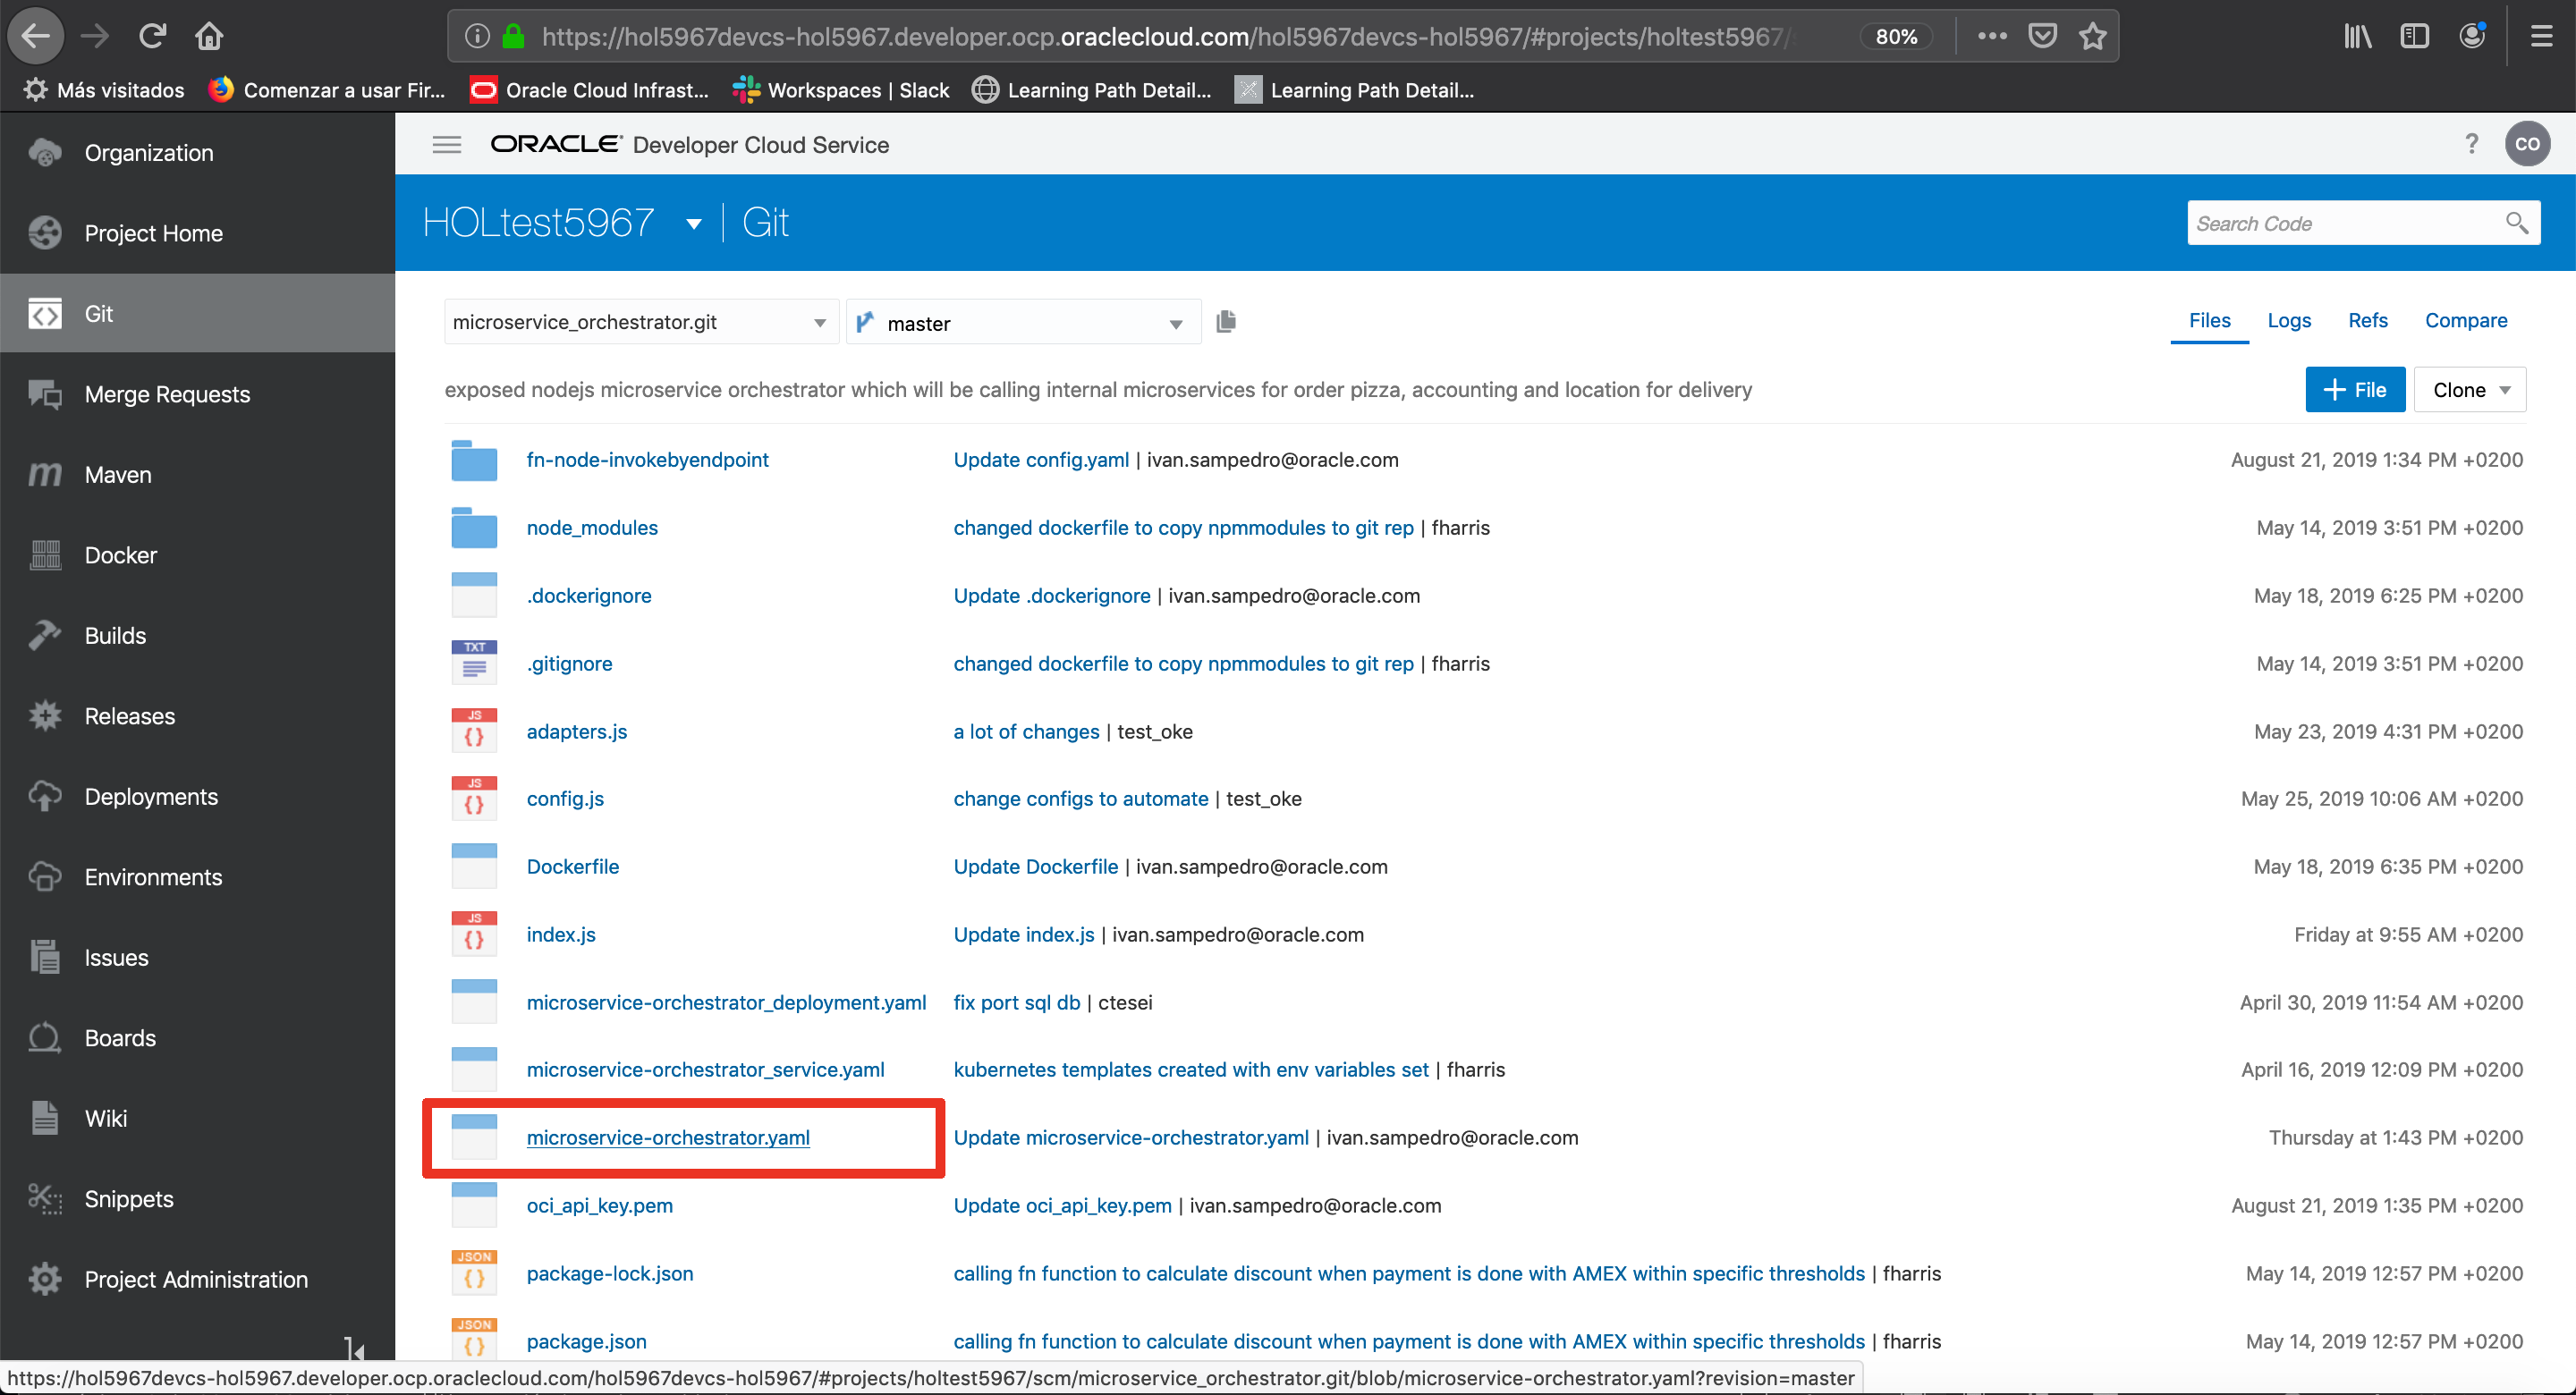 https://hol5967devcs-hol5967.developer.ocp.oraclecloud.com/hol5967devcs-hol5967/#projects/holtest5967/
80%
Más visitados
Comenzar a usar Fir...
Oracle Cloud Infrast...
Workspaces | Slack
Learning Path Detail...
Learning Path Detail...
Organization
Project Home
Git
Merge Requests
Maven
Docker
Builds
Releases
Deployments
Environments
Issues
Boards
Wiki
Snippets
Project Administration
ORACLE® Developer Cloud Service
?
CO
HOLtest5967 | Git
Search Code
microservice_orchestrator.git
master
Files
Logs
Refs
Compare
exposed nodejs microservice orchestrator which will be calling internal microservices for order pizza, accounting and location for delivery
+ File
Clone
fn-node-invokebyendpoint Update config.yaml | ivan.sampedro@oracle.com August 21, 2019 1:34 PM +0200
node_modules changed dockerfile to copy npmmodules to git rep | fharris May 14, 2019 3:51 PM +0200
.dockerignore Update .dockerignore | ivan.sampedro@oracle.com May 18, 2019 6:25 PM +0200
TXT .gitignore changed dockerfile to copy npmmodules to git rep | fharris May 14, 2019 3:51 PM +0200
JS {} adapters.js a lot of changes | test_oke May 23, 2019 4:31 PM +0200
JS {} config.js change configs to automate | test_oke May 25, 2019 10:06 AM +0200
Dockerfile Update Dockerfile | ivan.sampedro@oracle.com May 18, 2019 6:35 PM +0200
JS {} index.js Update index.js | ivan.sampedro@oracle.com Friday at 9:55 AM +0200
microservice-orchestrator_deployment.yaml fix port sql db | ctesei April 30, 2019 11:54 AM +0200
microservice-orchestrator_service.yaml kubernetes templates created with env variables set | fharris April 16, 2019 12:09 PM +0200
microservice-orchestrator.yaml Update microservice-orchestrator.yaml | ivan.sampedro@oracle.com Thursday at 1:43 PM +0200
oci_api_key.pem Update oci_api_key.pem | ivan.sampedro@oracle.com August 21, 2019 1:35 PM +0200
JSON {} package-lock.json calling fn function to calculate discount when payment is done with AMEX within specific thresholds | fharris May 14, 2019 12:57 PM +0200
JSON {} package.json calling fn function to calculate discount when payment is done with AMEX within specific thresholds | fharris May 14, 2019 12:57 PM +0200
https://hol5967devcs-hol5967.developer.ocp.oraclecloud.com/hol5967devcs-hol5967/#projects/holtest5967/scm/microservice_orchestrator.git/blob/microservice-orchestrator.yaml?revision=master